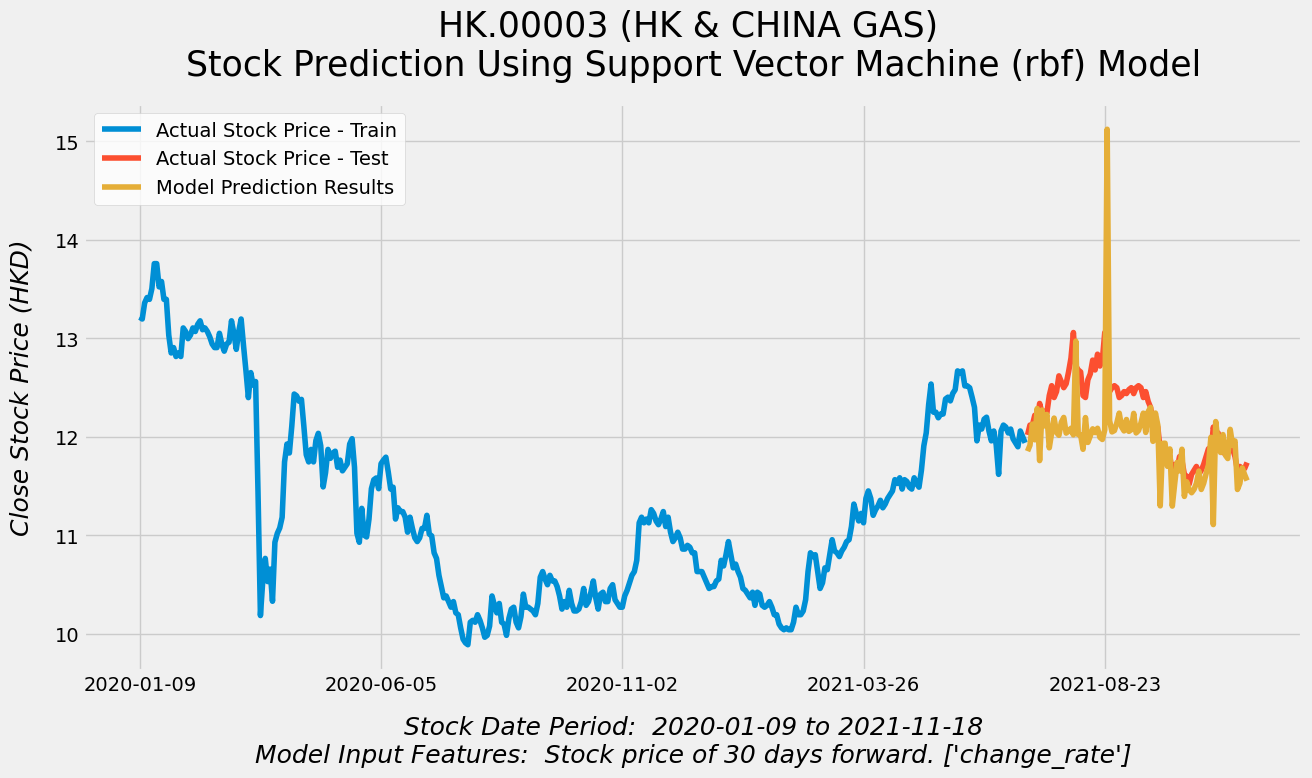 HK.00003 (HK & CHINA GAS)
Stock Prediction Using Support Vector Machine (rbf) Model
Actual Stock Price - Train
Actual Stock Price - Test
Model Prediction Results
Close Stock Price (HKD)
15
14
13
12
11
10
2020-01-09
2020-06-05
2020-11-02
2021-03-26
2021-08-23
Stock Date Period:  2020-01-09 to 2021-11-18
Model Input Features:  Stock price of 30 days forward. ['change_rate']